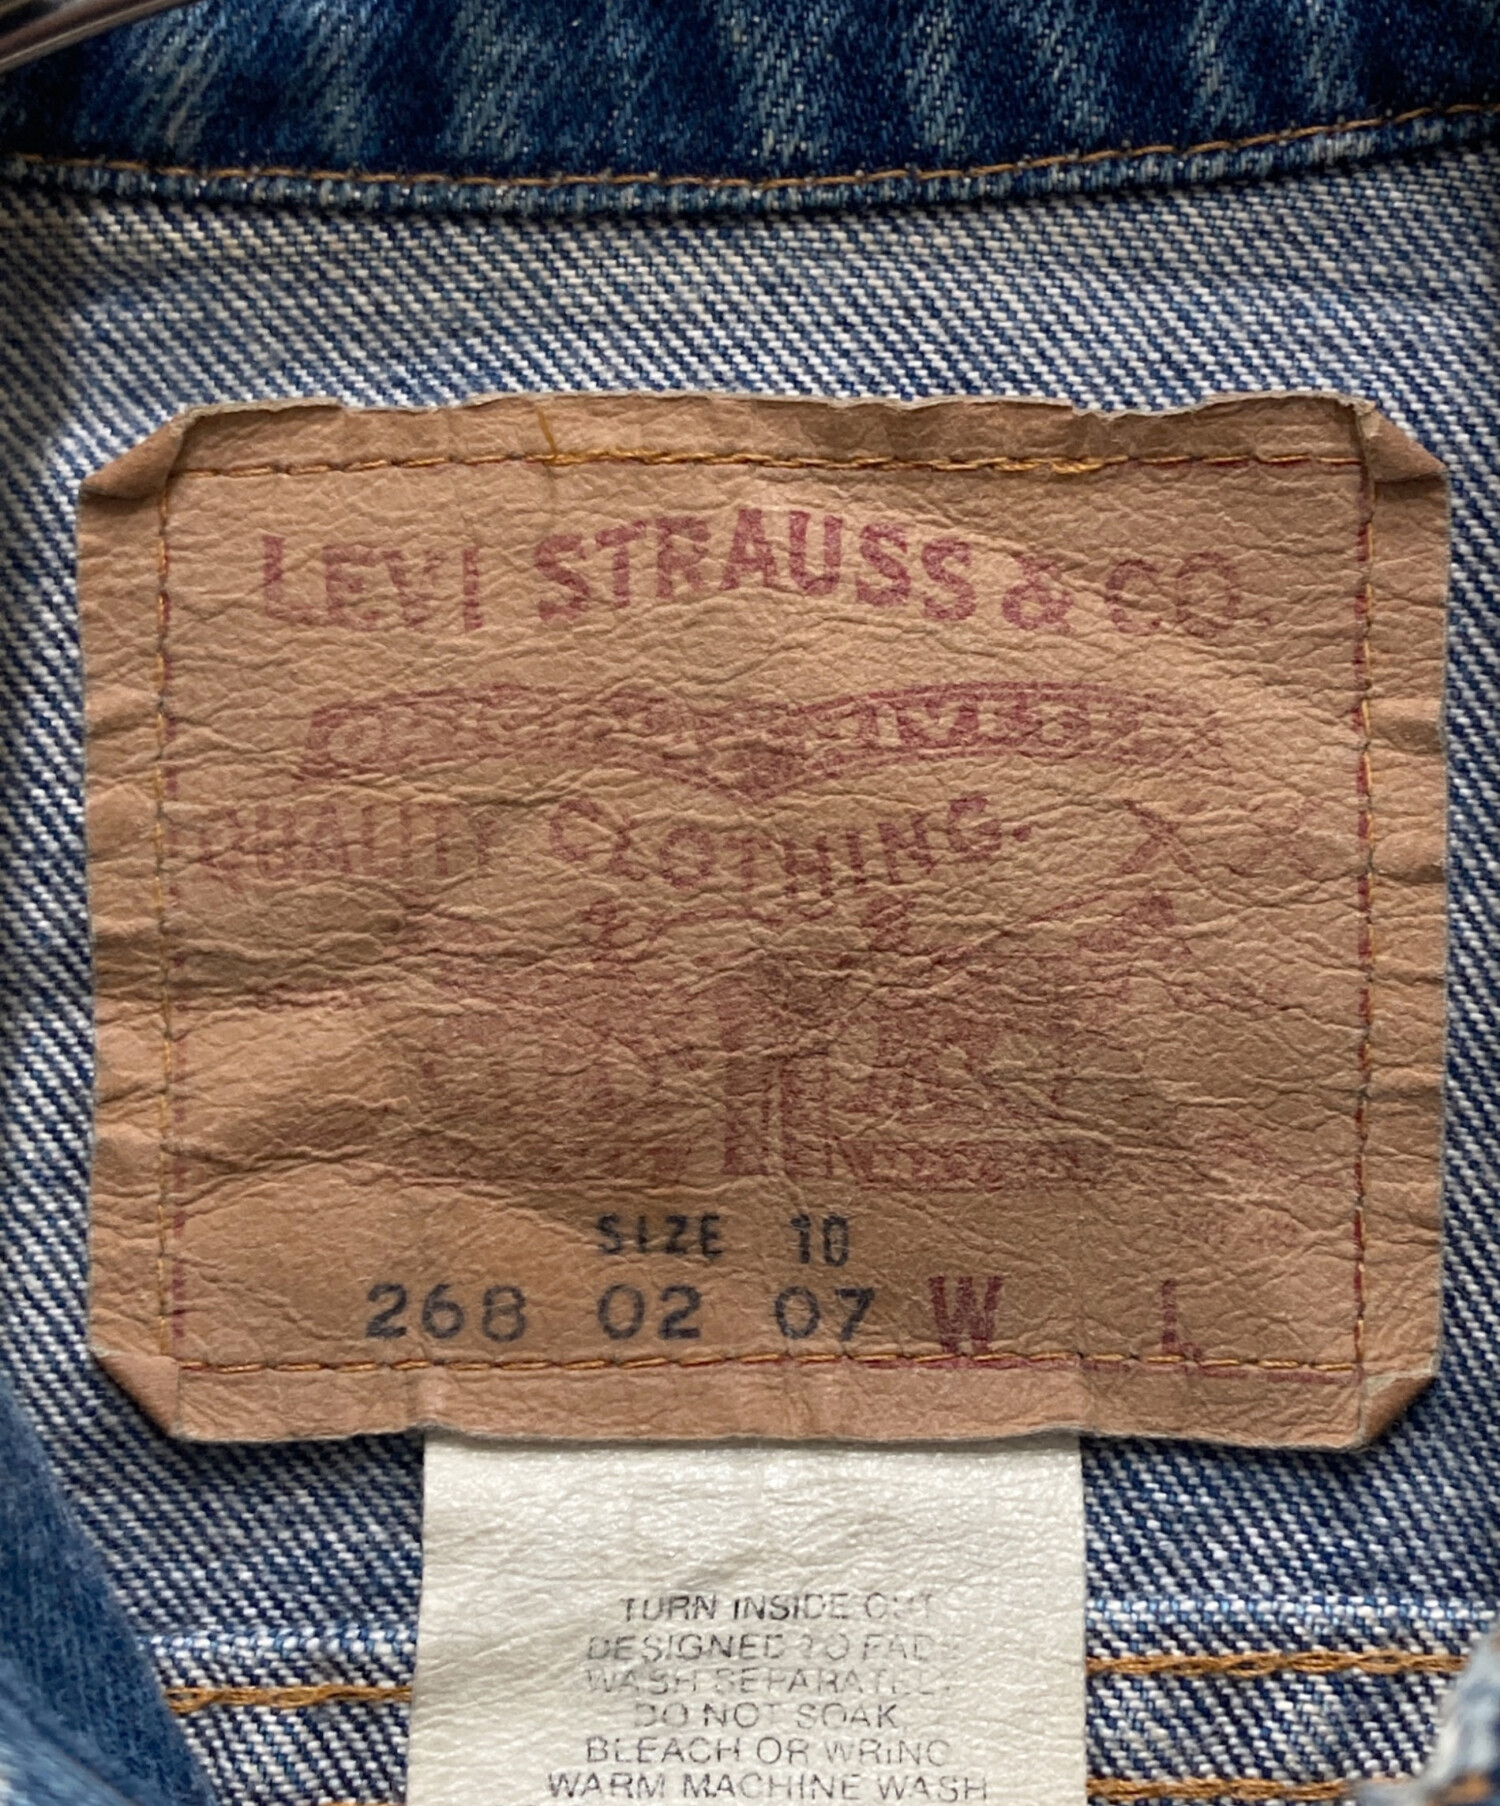 LEVI STRAUSS & CO.
QUALITY CLOTHING.
SIZE 10
268 02 07 W L
TURN INSIDE OUT
DESIGNED TO FADE
WASH SEPARATELY.
DO NOT SOAK,
BLEACH OR WRING
WARM MACHINE WASH